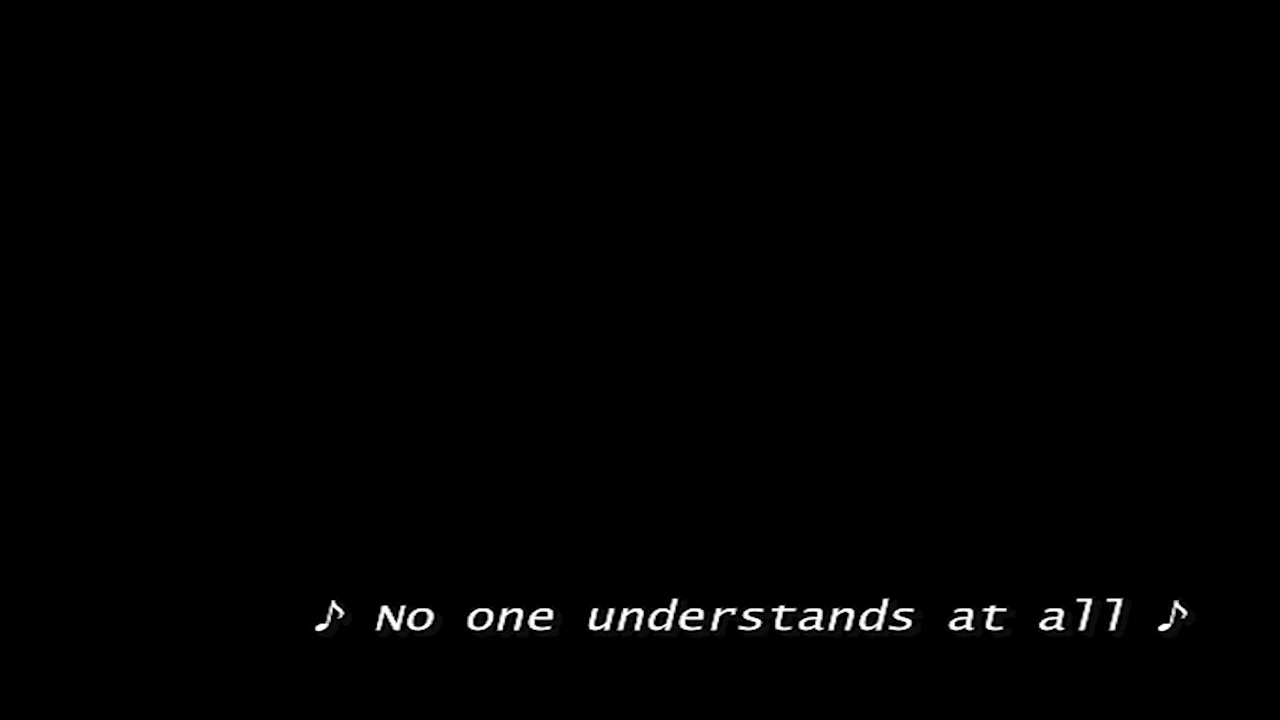 ♪ No one understands at all ♪